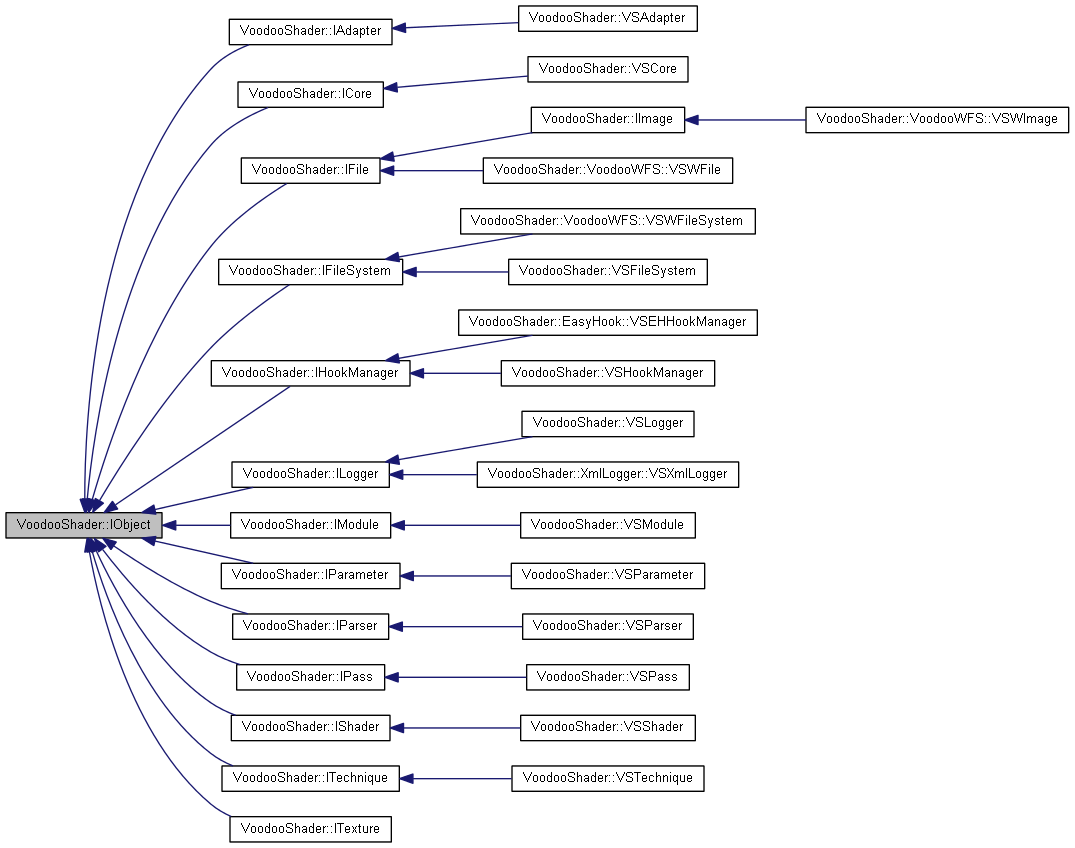 VoodooShader::IAdapter
VoodooShader::VSAdapter
VoodooShader::ICore
VoodooShader::VSCore
VoodooShader::IImage
VoodooShader::VoodooWFS::VSWImage
VoodooShader::IFile
VoodooShader::VoodooWFS::VSWFile
VoodooShader::VoodooWFS::VSWFileSystem
VoodooShader::IFileSystem
VoodooShader::VSFileSystem
VoodooShader::EasyHook::VSEHHookManager
VoodooShader::IHookManager
VoodooShader::VSHookManager
VoodooShader::VSLogger
VoodooShader::ILogger
VoodooShader::XmlLogger::VSXmlLogger
VoodooShader::IObject
VoodooShader::IModule
VoodooShader::VSModule
VoodooShader::IParameter
VoodooShader::VSParameter
VoodooShader::IParser
VoodooShader::VSParser
VoodooShader::IPass
VoodooShader::VSPass
VoodooShader::IShader
VoodooShader::VSShader
VoodooShader::ITechnique
VoodooShader::VSTechnique
VoodooShader::ITexture